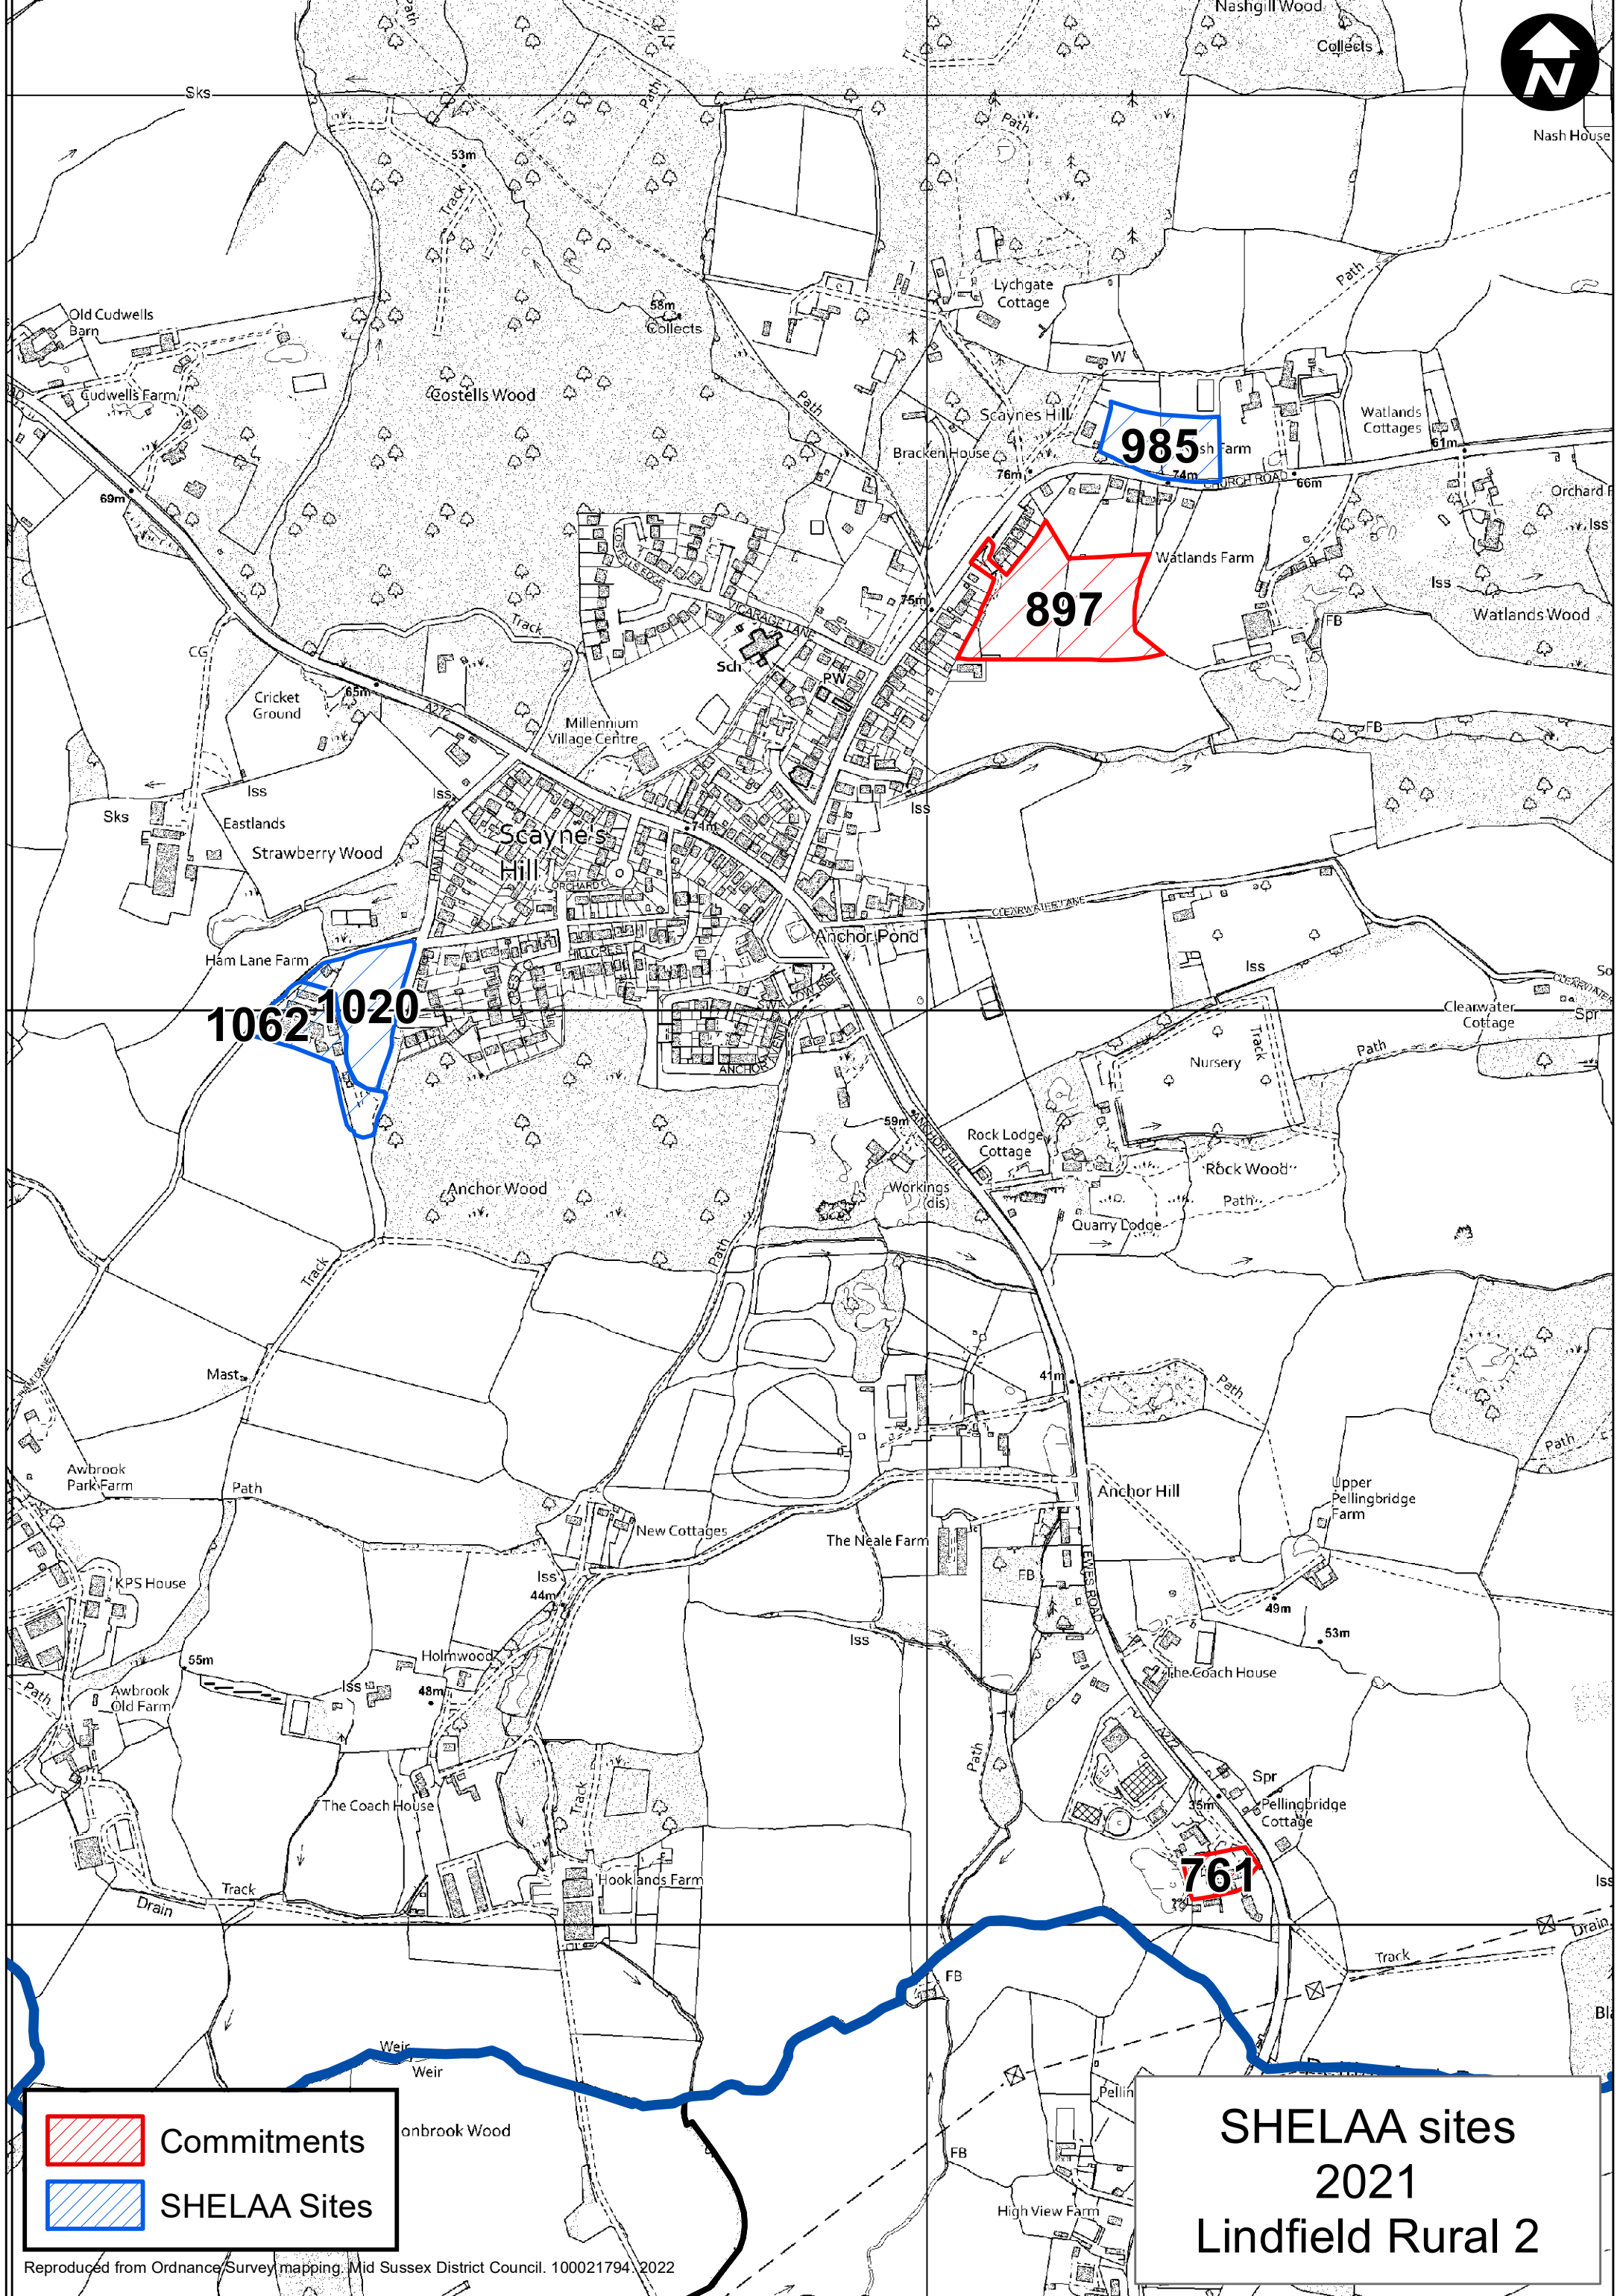 Path
Nashgill Wood
Collects
N
Sks
Path
Path
Nash House
53m
Track
Path
Lychgate
Cottage
Old Cudwells
Barn
58m
Collects
W
Cudwells Farm
Costells Wood
Path
Scaynes Hill
Watlands
Cottages
985
Farm
61m
Bracken House
76m
74m
CHURCH ROAD
66m
69m
Orchard
Iss
Watlands Farm
Iss
897
75m
Watlands Wood
VICARAGE LANE
Track
FB
CG
Sch
PW
65m
Cricket
Ground
A272
Millennium
Village Centre
FB
Iss
Iss
Iss
Sks
Eastlands
71m
Scayne's
Hill
Strawberry Wood
HAM LANE
ORCHARD
CLEARWATER LANE
Anchor Pond
HILLCREST
Ham Lane Farm
Iss
1020
1062
Clearwater
Cottage
Spr
Track
Path
Nursery
ANCHOR
59m
ANCHOR HILL
Rock Lodge
Cottage
Rock Wood
Anchor Wood
Workings
(dis)
Path
Quarry Lodge
Path
Track
Mast
41m
Path
Path
Awbrook
Park Farm
Path
Anchor Hill
Upper
Pellingbridge
Farm
New Cottages
The Neale Farm
Iss
FB
KPS House
44m
49m
Iss
53m
55m
Holmwood
The Coach House
Path
Iss
48m
Awbrook
Old Farm
A272
Path
Track
Spr
The Coach House
35m
Pellingbridge
Cottage
761
Hooklands Farm
Track
Drain
Iss
Drain
Track
FB
Weir
Weir
onbrook Wood
Pellin
FB
High View Farm
Commitments
SHELAA Sites
SHELAA sites
2021
Lindfield Rural 2
Reproduced from Ordnance Survey mapping. Mid Sussex District Council. 100021794. 2022